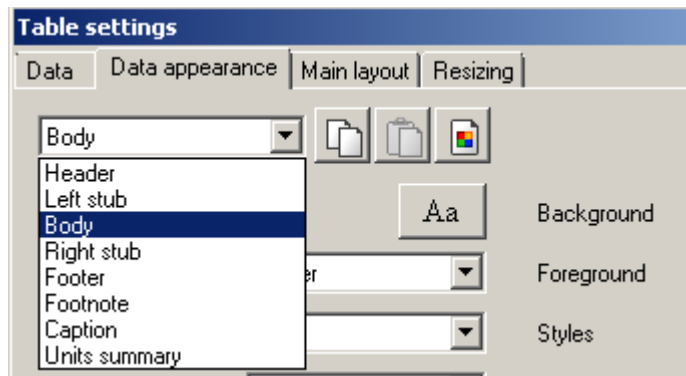 Table settings
Data Data appearance Main layout Resizing
Body
Header
Left stub
Body
Right stub
Footer
Footnote
Caption
Units summary
Aa
Background
Foreground
Styles